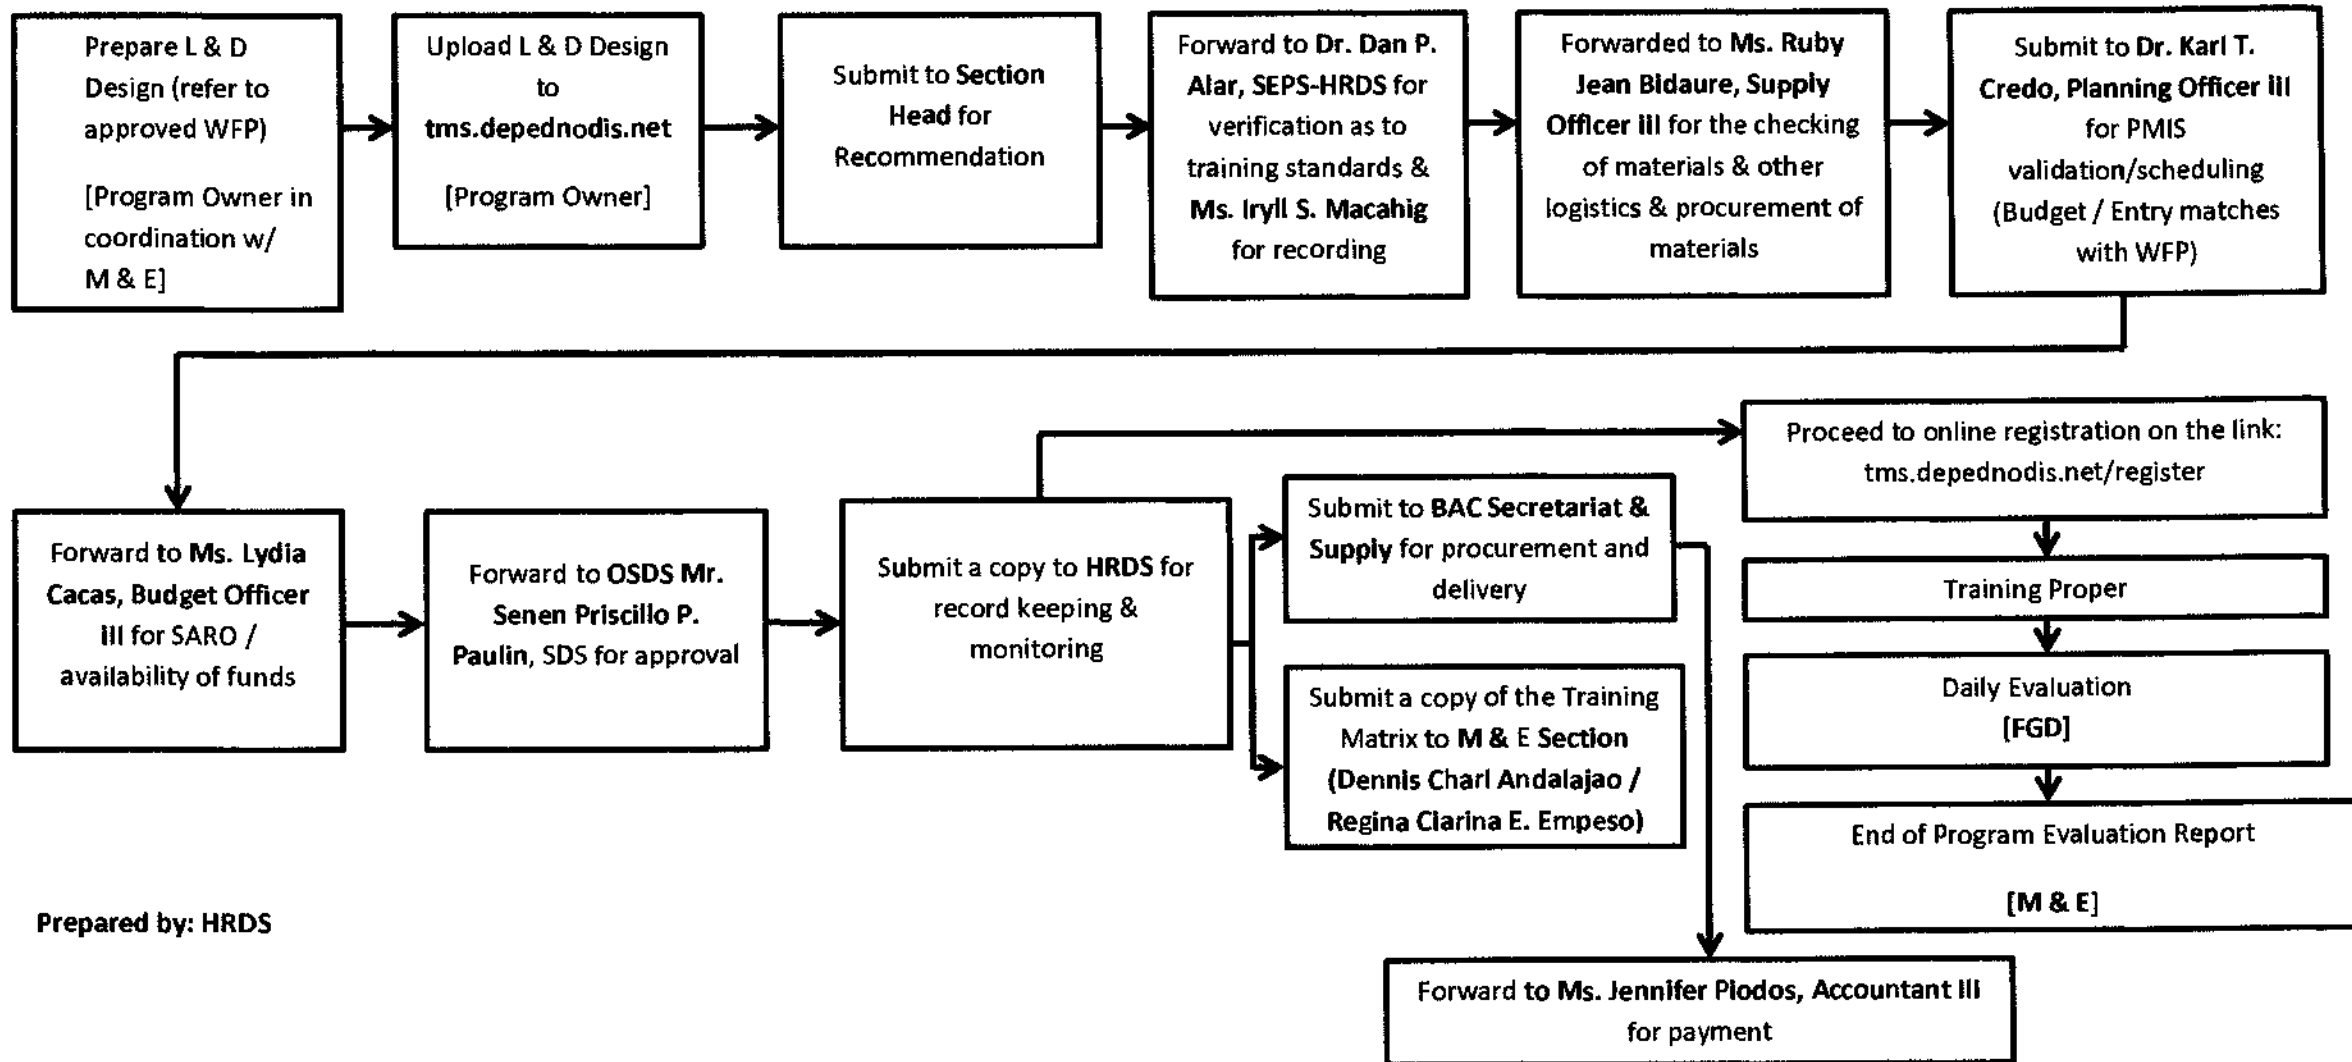 Prepare L & D
Design (refer to
approved WFP)
[Program Owner in
coordination w/
M & E]
Upload L & D Design
to
tms.depednodis.net
[Program Owner]
Submit to Section
Head for
Recommendation
Forward to Dr. Dan P.
Alar, SEPS-HRDS for
verification as to
training standards &
Ms. Iryll S. Macahig
for recording
Forwarded to Ms. Ruby
Jean Bidaure, Supply
Officer III for the checking
of materials & other
logistics & procurement of
materials
Submit to Dr. Karl T.
Credo, Planning Officer III
for PMIS
validation/scheduling
(Budget / Entry matches
with WFP)
Forward to Ms. Lydia
Cacas, Budget Officer
III for SARO /
availability of funds
Forward to OSDS Mr.
Senen Priscillo P.
Paulin, SDS for approval
Submit a copy to HRDS for
record keeping &
monitoring
Submit to BAC Secretariat &
Supply for procurement and
delivery
Submit a copy of the Training
Matrix to M & E Section
(Dennis Charl Andalajao /
Regina Clarina E. Empeso)
Proceed to online registration on the link:
tms.depednodis.net/register
Training Proper
Daily Evaluation
[FGD]
End of Program Evaluation Report
[M & E]
Forward to Ms. Jennifer Piodos, Accountant III
for payment
Prepared by: HRDS